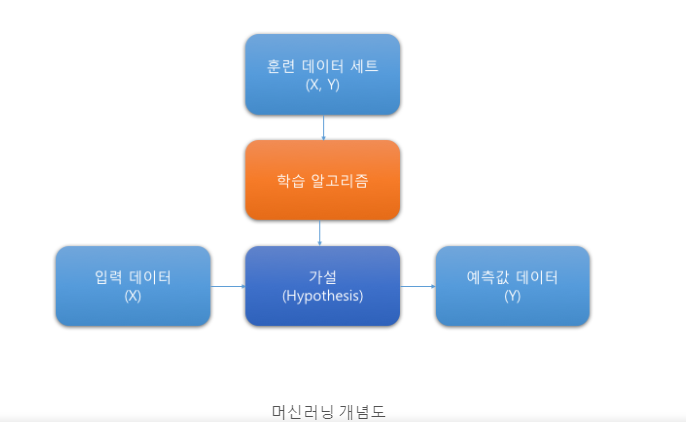 훈련 데이터 세트
(X, Y)
학습 알고리즘
입력 데이터
(X)
가설
(Hypothesis)
예측값 데이터
(Y)
머신러닝 개념도